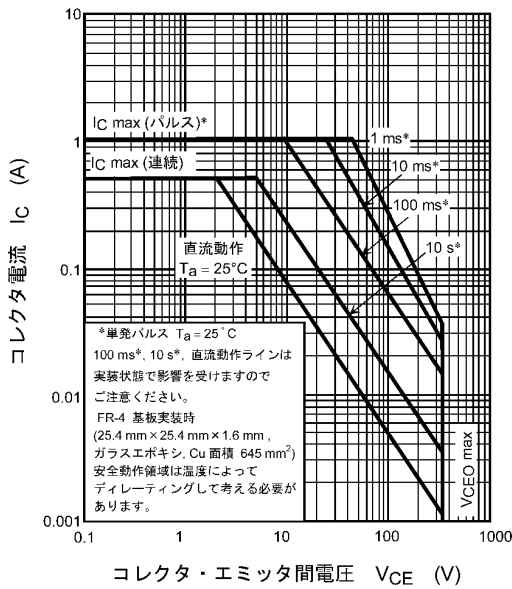 10
1
0.1
0.01
0.001
コレクタ電流 IC (A)
IC max (パルス)*
IC max (連続)
1 ms*
10 ms*
100 ms*
10 s*
直流動作
Ta = 25°C
*単発パルス Ta = 25°C
100 ms*, 10 s*, 直流動作ラインは
実装状態で影響を受けますので
ご注意ください。
FR-4 基板実装時
(25.4 mm × 25.4 mm × 1.6 mm ,
ガラスエポキシ, Cu 面積 645 mm²)
安全動作領域は温度によって
ディレーティングして考える必要が
あります。
VCEO max
0.1
1
10
100
1000
コレクタ・エミッタ間電圧 VCE (V)